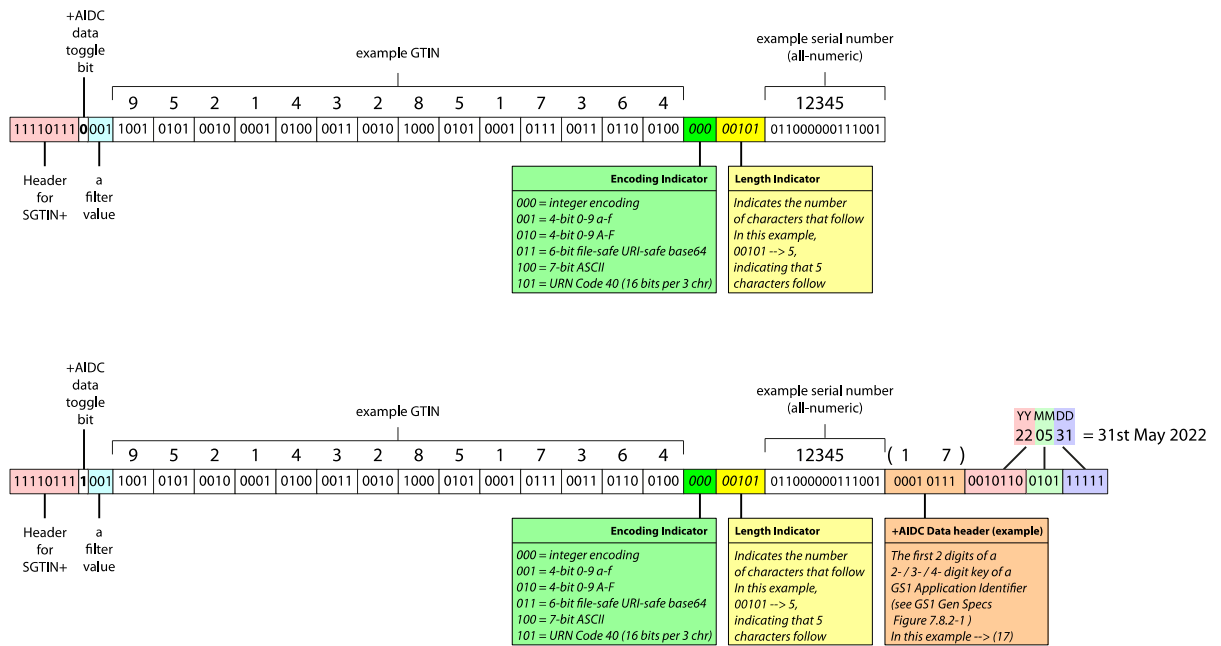 +AIDC
data
toggle
bit
example GTIN
example serial number
(all-numeric)
9 5 2 1 4 3 2 8 5 1 7 3 6 4 12345
11110111 0 001 1001 0101 0010 0001 0100 0011 0010 1000 0101 0001 0111 0011 0110 0100 000 00101 011000000111001
Header
for
SGTIN+
a
filter
value
Encoding Indicator
000 = integer encoding
001 = 4-bit 0-9 a-f
010 = 4-bit 0-9 A-F
011 = 6-bit file-safe URI-safe base64
100 = 7-bit ASCII
101 = URN Code 40 (16 bits per 3 chr)
Length Indicator
Indicates the number
of characters that follow
In this example,
00101 --> 5,
indicating that 5
characters follow
+AIDC
data
toggle
bit
example GTIN
example serial number
(all-numeric)
YY MM DD
22 05 31 = 31st May 2022
9 5 2 1 4 3 2 8 5 1 7 3 6 4 12345 ( 1 7 )
11110111 1 001 1001 0101 0010 0001 0100 0011 0010 1000 0101 0001 0111 0011 0110 0100 000 00101 011000000111001 0001 0111 0010110 0101 11111
Header
for
SGTIN+
a
filter
value
Encoding Indicator
000 = integer encoding
001 = 4-bit 0-9 a-f
010 = 4-bit 0-9 A-F
011 = 6-bit file-safe URI-safe base64
100 = 7-bit ASCII
101 = URN Code 40 (16 bits per 3 chr)
Length Indicator
Indicates the number
of characters that follow
In this example,
00101 --> 5,
indicating that 5
characters follow
+AIDC Data header (example)
The first 2 digits of a
2- / 3- / 4- digit key of a
GS1 Application Identifier
(see GS1 Gen Specs
Figure 7.8.2-1 )
In this example --> (17)